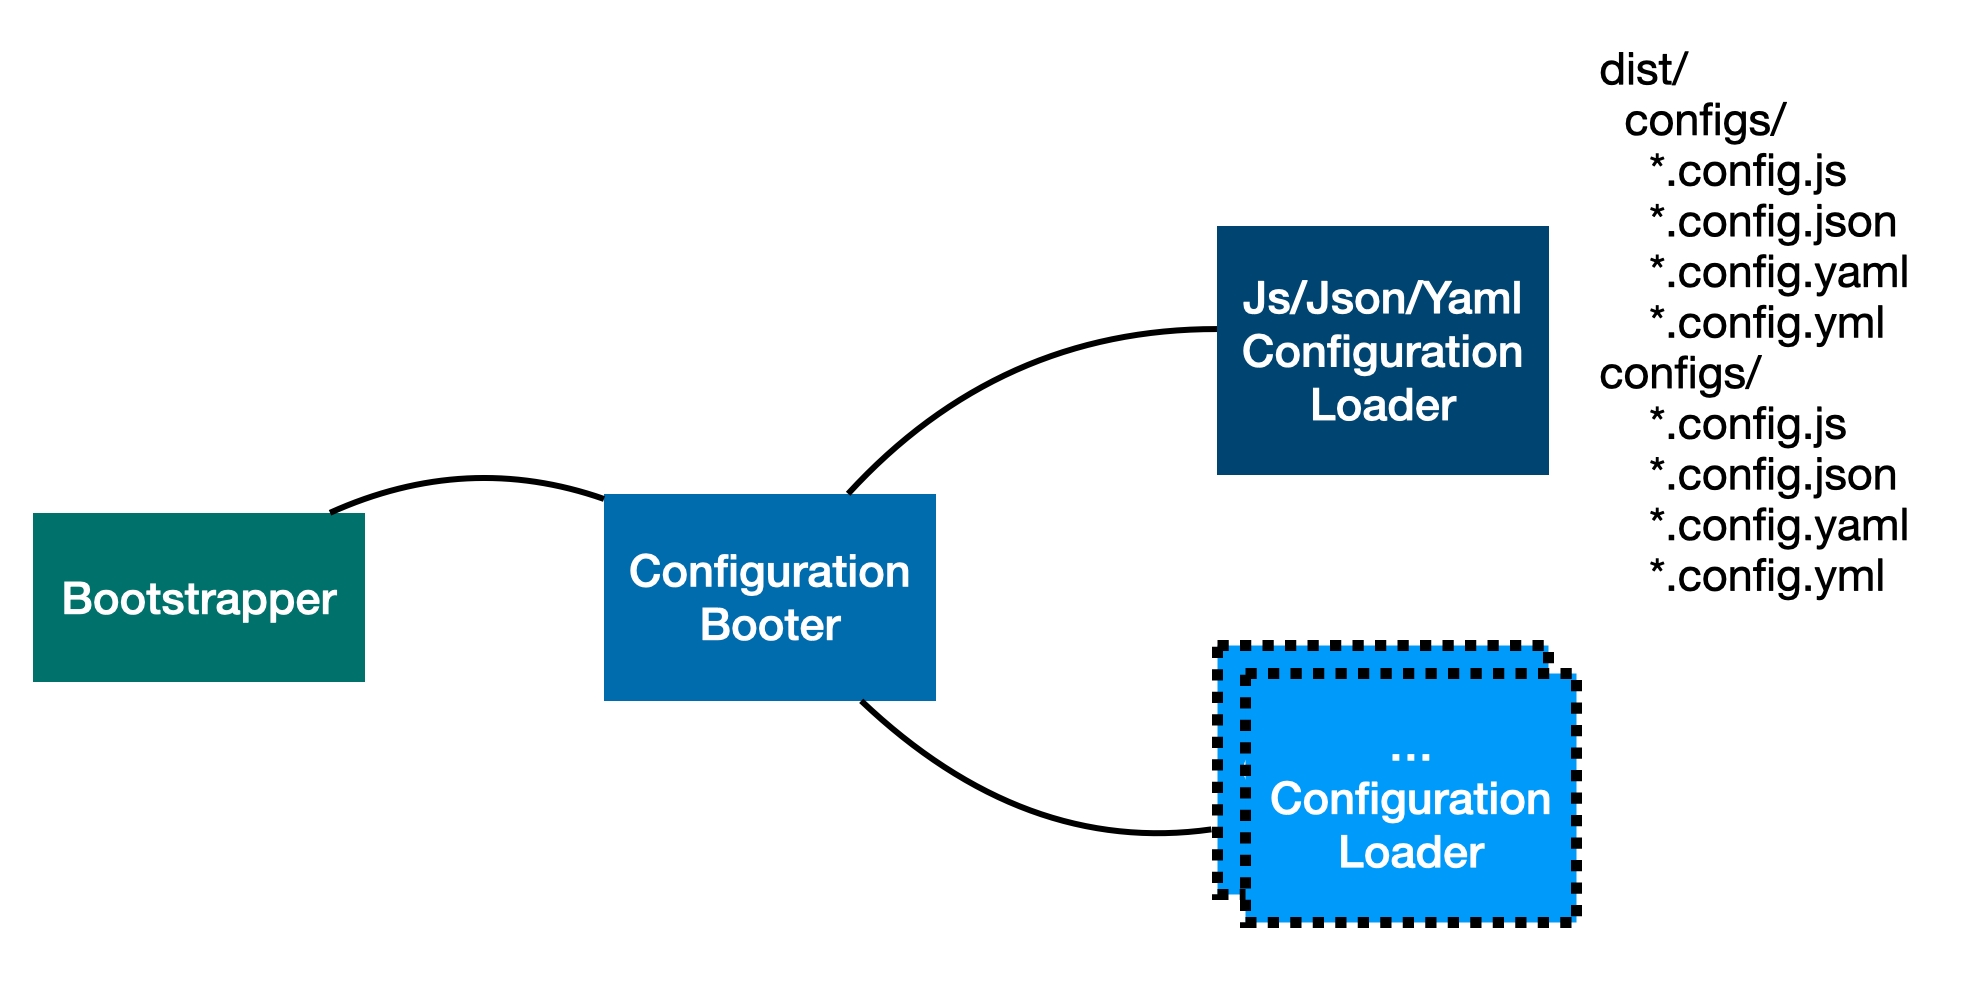 Bootstrapper
Configuration
Booter
Js/Json/Yaml
Configuration
Loader
dist/
configs/
*.config.js
*.config.json
*.config.yaml
*.config.yml
configs/
*.config.js
*.config.json
*.config.yaml
*.config.yml
...
Configuration
Loader